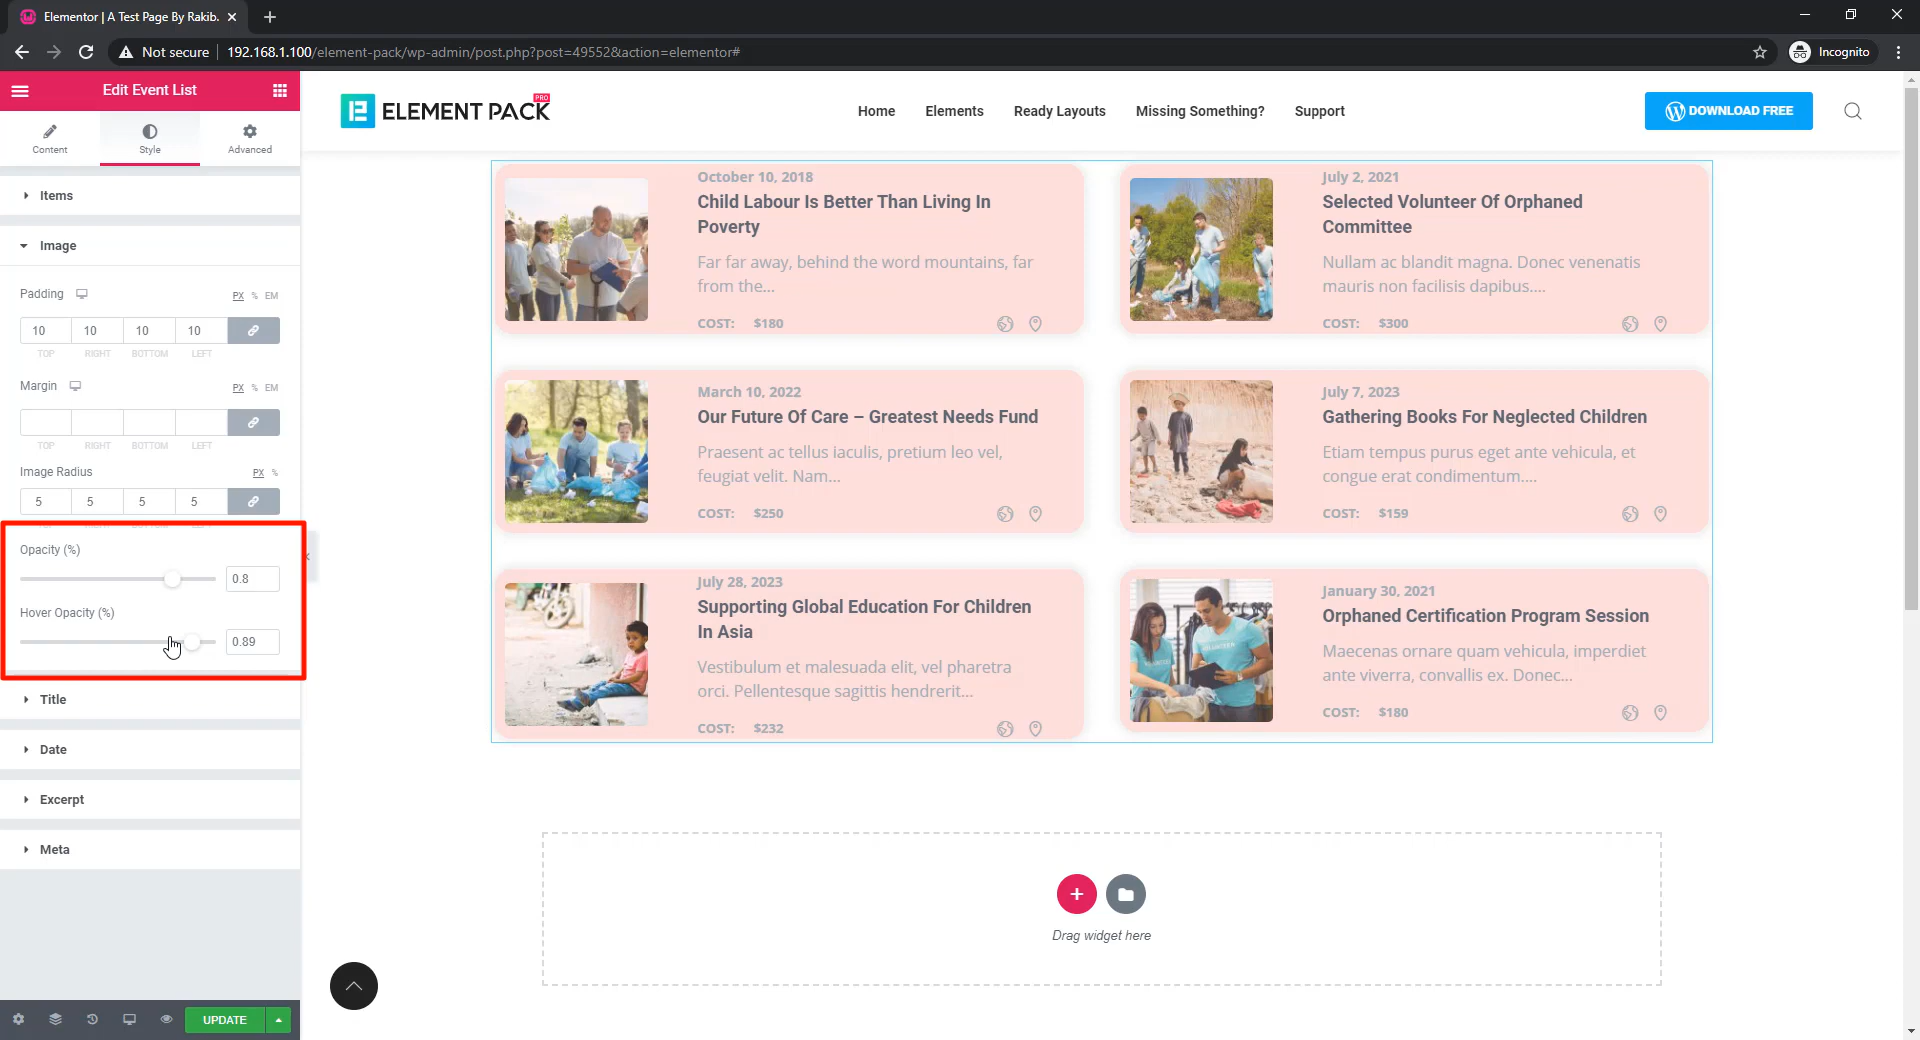 Elementor | A Test Page By Rakib.
Not secure
192.168.1.100/element-pack/wp-admin/post.php?post=49552&action=elementor#
Incognito
Edit Event List
Content
Style
Advanced
Items
Image
Padding
PX % EM
10 10 10 10
TOP RIGHT BOTTOM LEFT
Margin
PX % EM
TOP RIGHT BOTTOM LEFT
Image Radius
PX %
5 5 5 5
Opacity (%)
0.8
Hover Opacity (%)
0.89
Title
Date
Excerpt
Meta
UPDATE
ELEMENT PACK
PRO
Home
Elements
Ready Layouts
Missing Something?
Support
DOWNLOAD FREE
October 10, 2018
Child Labour Is Better Than Living In
Poverty
Far far away, behind the word mountains, far
from the...
COST: $180
July 2, 2021
Selected Volunteer Of Orphaned
Committee
Nullam ac blandit magna. Donec venenatis
mauris non facilisis dapibus....
COST: $300
March 10, 2022
Our Future Of Care – Greatest Needs Fund
Praesent ac tellus iaculis, pretium leo vel,
feugiat velit. Nam...
COST: $250
July 7, 2023
Gathering Books For Neglected Children
Etiam tempus purus eget ante vehicula, et
congue erat condimentum....
COST: $159
July 28, 2023
Supporting Global Education For Children
In Asia
Vestibulum et malesuada elit, vel pharetra
orci. Pellentesque sagittis hendrerit...
COST: $232
January 30, 2021
Orphaned Certification Program Session
Maecenas ornare quam vehicula, imperdiet
ante viverra, convallis ex. Donec...
COST: $180
Drag widget here